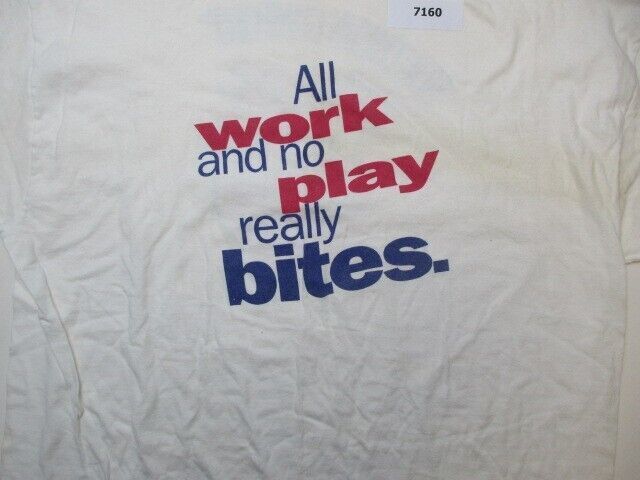 7160
All
work
and no
play
really
bites.